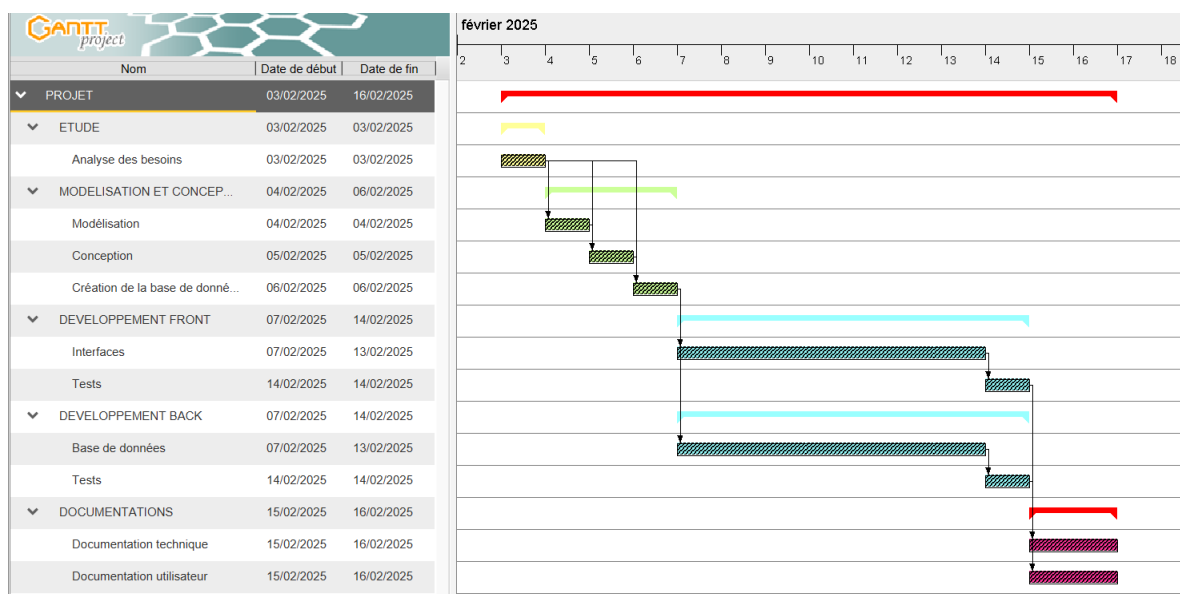 GANTT
project
février 2025
2 3 4 5 6 7 8 9 10 11 12 13 14 15 16 17 18
Nom Date de début Date de fin
PROJET 03/02/2025 16/02/2025
ETUDE 03/02/2025 03/02/2025
Analyse des besoins 03/02/2025 03/02/2025
MODELISATION ET CONCEP... 04/02/2025 06/02/2025
Modélisation 04/02/2025 04/02/2025
Conception 05/02/2025 05/02/2025
Création de la base de donné... 06/02/2025 06/02/2025
DEVELOPPEMENT FRONT 07/02/2025 14/02/2025
Interfaces 07/02/2025 13/02/2025
Tests 14/02/2025 14/02/2025
DEVELOPPEMENT BACK 07/02/2025 14/02/2025
Base de données 07/02/2025 13/02/2025
Tests 14/02/2025 14/02/2025
DOCUMENTATIONS 15/02/2025 16/02/2025
Documentation technique 15/02/2025 16/02/2025
Documentation utilisateur 15/02/2025 16/02/2025